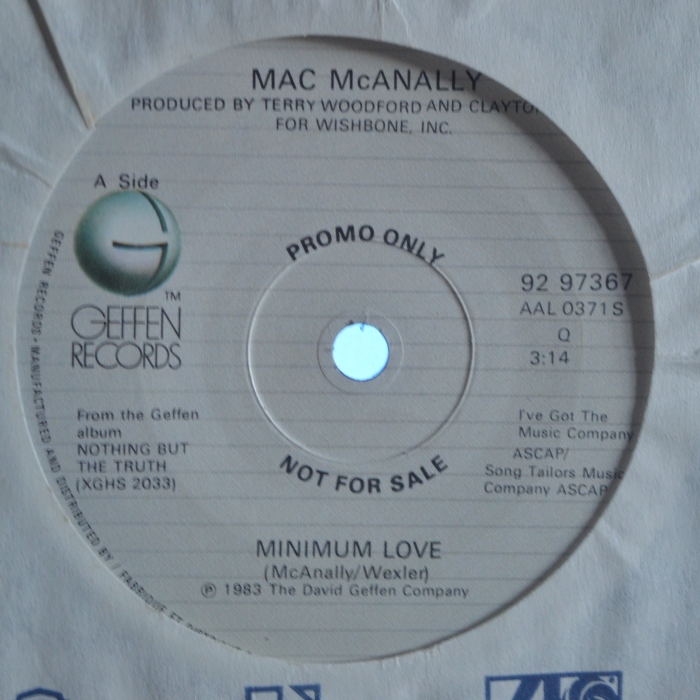 MAC McANALLY
PRODUCED BY TERRY WOODFORD AND
FOR WISHBONE, INC.
A Side
TM
GEFFEN
RECORDS
PROMO ONLY
92 97367
AAL 0371S
Q
3:14
From the Geffen
album
NOTHING BUT
THE TRUTH
(XGHS 2033)
I've Got The
Music Company
ASCAP/
Song Tailors Music
Company ASCAP
NOT FOR SALE
MINIMUM LOVE
(McAnally/Wexler)
℗ 1983 The David Geffen Company
GEFFEN RECORDS • MANUFACTURED AND DISTRIBUTED BY / FABRIQUE ET